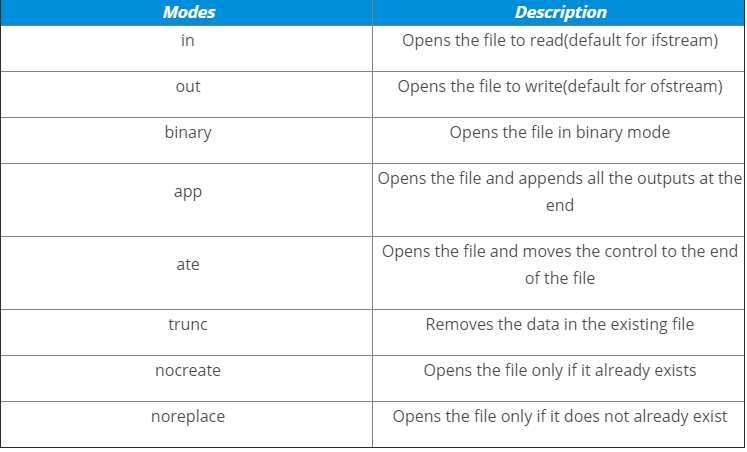 Modes Description
in Opens the file to read(default for ifstream)
out Opens the file to write(default for ofstream)
binary Opens the file in binary mode
app Opens the file and appends all the outputs at the
end
ate Opens the file and moves the control to the end
of the file
trunc Removes the data in the existing file
nocreate Opens the file only if it already exists
noreplace Opens the file only if it does not already exist